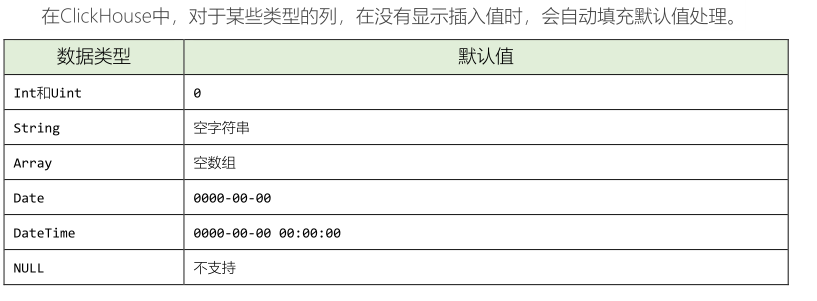 在ClickHouse中，对于某些类型的列，在没有显示插入值时，会自动填充默认值处理。
数据类型 默认值
Int和Uint 0
String 空字符串
Array 空数组
Date 0000-00-00
DateTime 0000-00-00 00:00:00
NULL 不支持